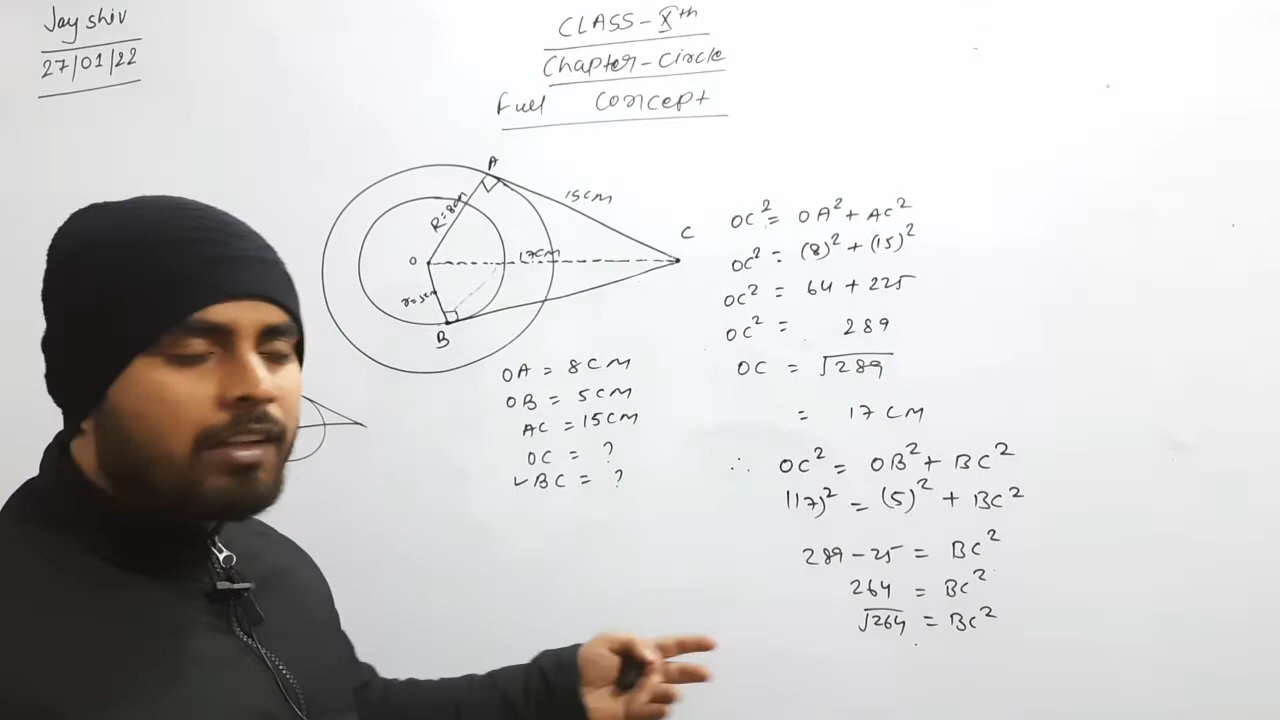 Jay shiv
27/01/22
CLASS-Xth
Chapter-Circle
Full Concept
A
15CM
R=8cm
C
O
17CM
r=5cm
B
OA = 8CM
OB = 5CM
AC = 15CM
OC = ?
✓BC = ?
OC² = OA² + AC²
OC² = (8)² + (15)²
OC² = 64 + 225
OC² = 289
OC = √289
= 17 CM
∴ OC² = OB² + BC²
(17)² = (5)² + BC²
289 - 25 = BC²
264 = BC²
√264 = BC²